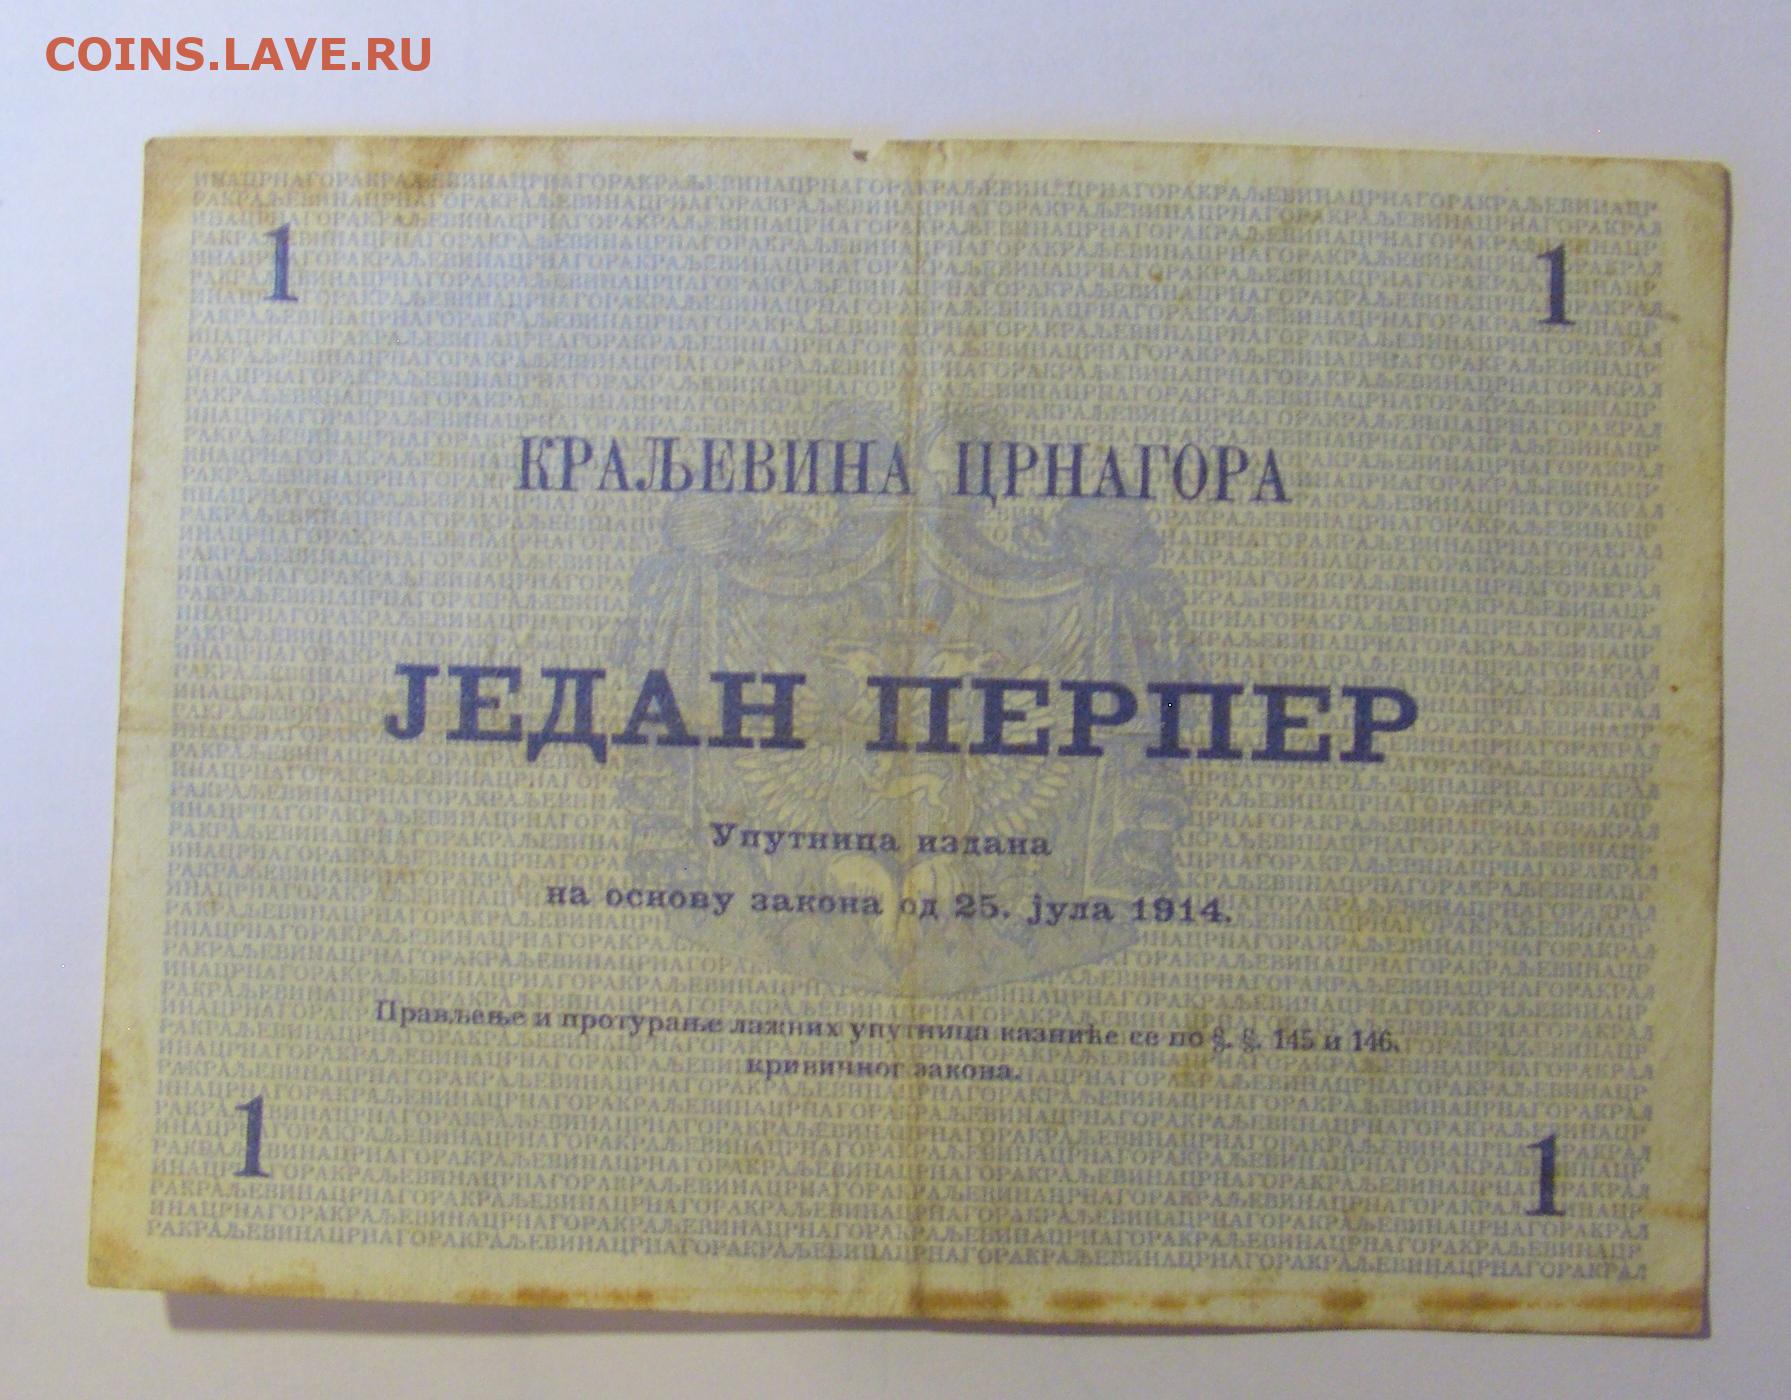 COINS.LAVE.RU
1 1
КРАЉЕВИНА ЦРНАГОРА
ЈЕДАН ПЕРПЕР
Упутница издана
на основу закона од 25. јула 1914.
Прављење и протурање лажних упутница казниће се по §. §. 145 и 146.
кривичног закона.
1 1